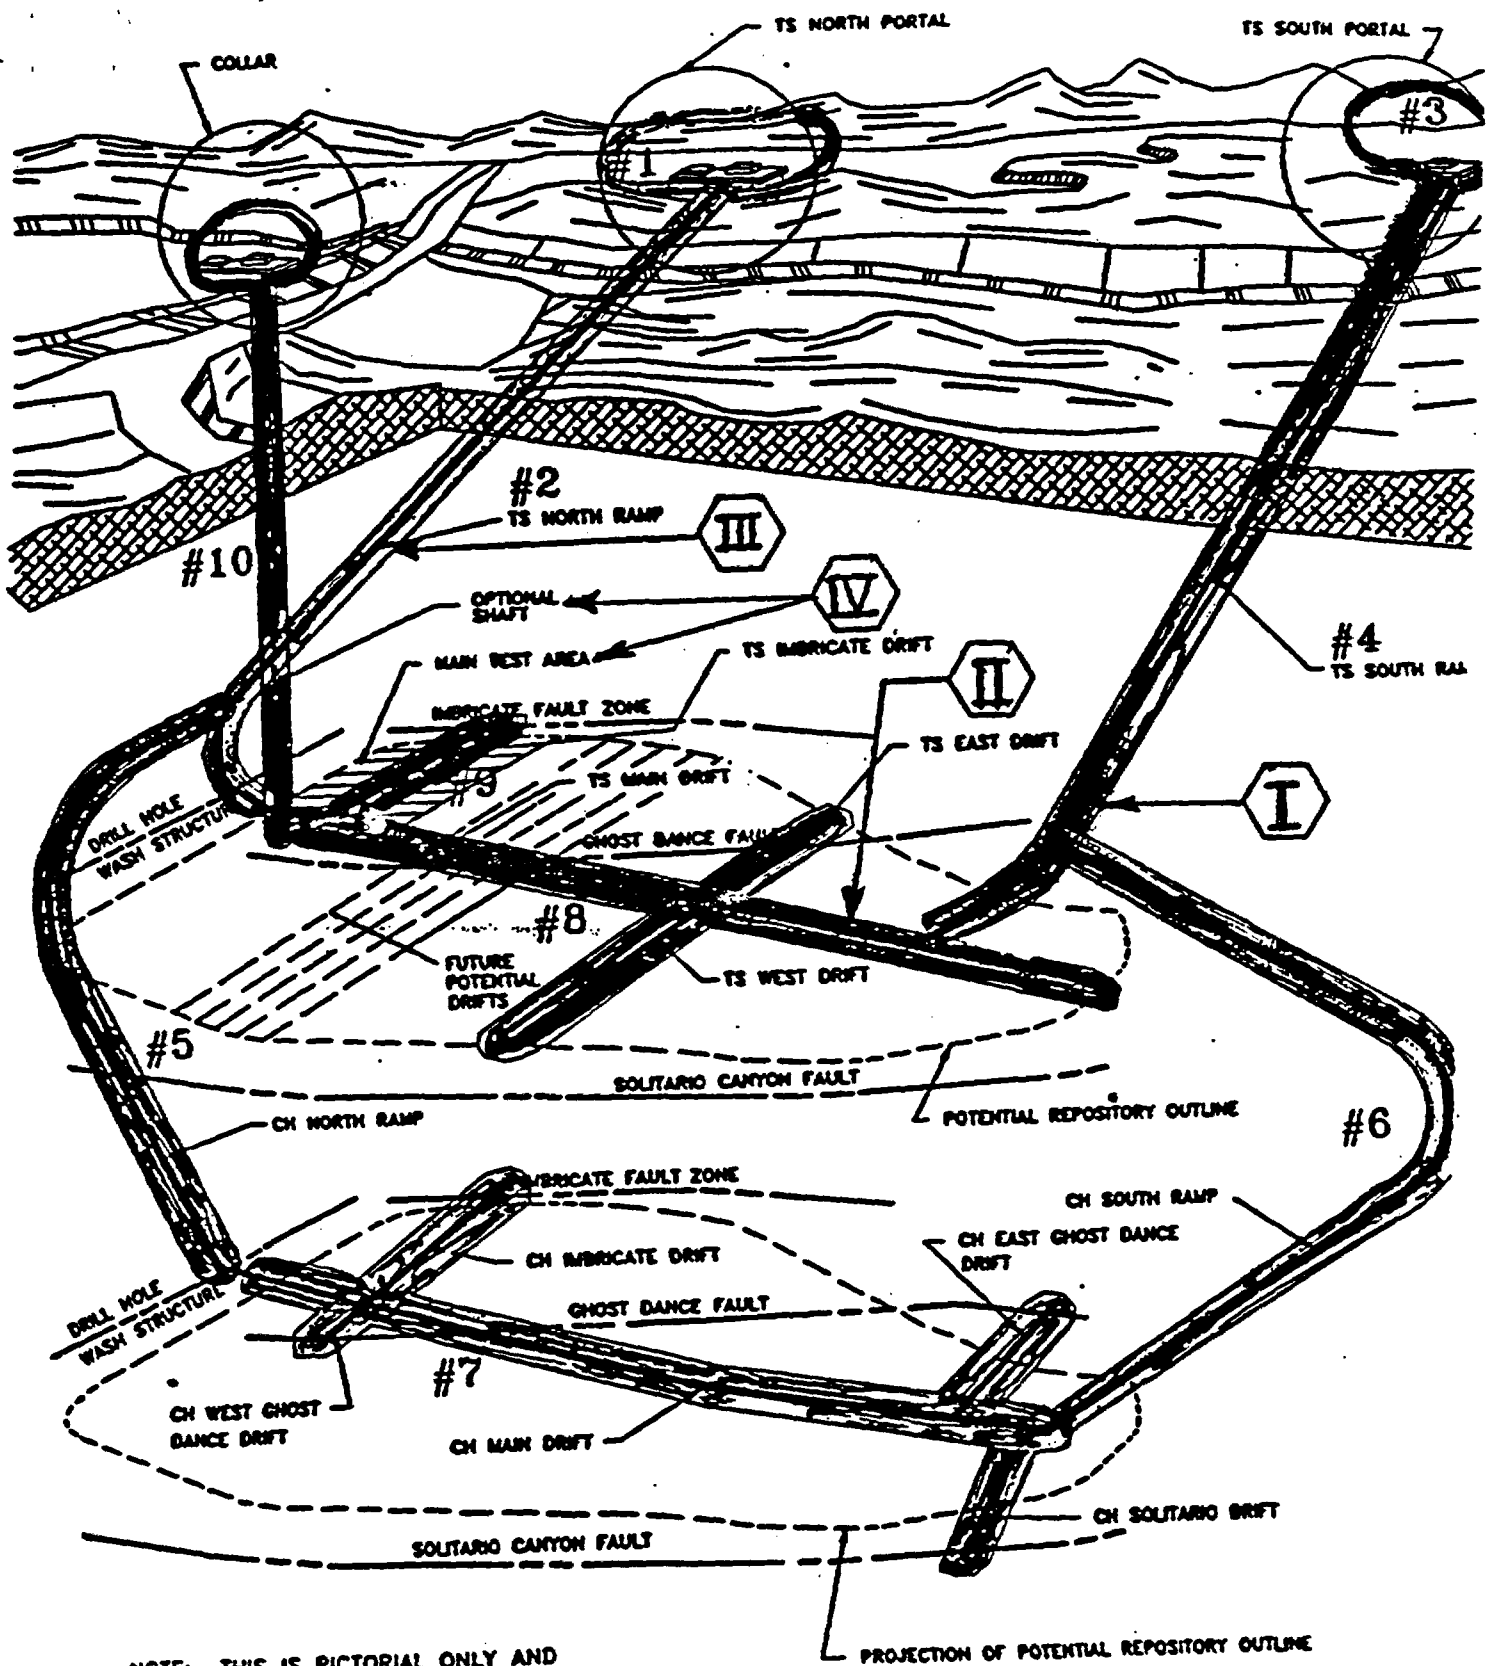 TS NORTH PORTAL
TS SOUTH PORTAL
COLLAR
#3
#1
#2
TS NORTH RAMP
III
#10
IV
OPTIONAL
SHAFT
#4
TS SOUTH
MAIN TEST AREA
TS IMBRICATE DRIFT
II
IMBRICATE FAULT ZONE
TS EAST DRIFT
#9
TS MAIN DRIFT
I
DRILL HOLE
WASH STRUCTURE
GHOST DANCE FAULT
#8
FUTURE
POTENTIAL
DRIFTS
TS WEST DRIFT
#5
SOLITARIO CANYON FAULT
POTENTIAL REPOSITORY OUTLINE
CH NORTH RAMP
#6
IMBRICATE FAULT ZONE
CH SOUTH RAMP
CH EAST GHOST DANCE
DRIFT
CH IMBRICATE DRIFT
DRILL HOLE
WASH STRUCTURE
GHOST DANCE FAULT
#7
CH WEST GHOST
DANCE DRIFT
CH MAIN DRIFT
CH SOLITARIO DRIFT
SOLITARIO CANYON FAULT
PROJECTION OF POTENTIAL REPOSITORY OUTLINE
NOTE: THIS IS PICTORIAL ONLY AND